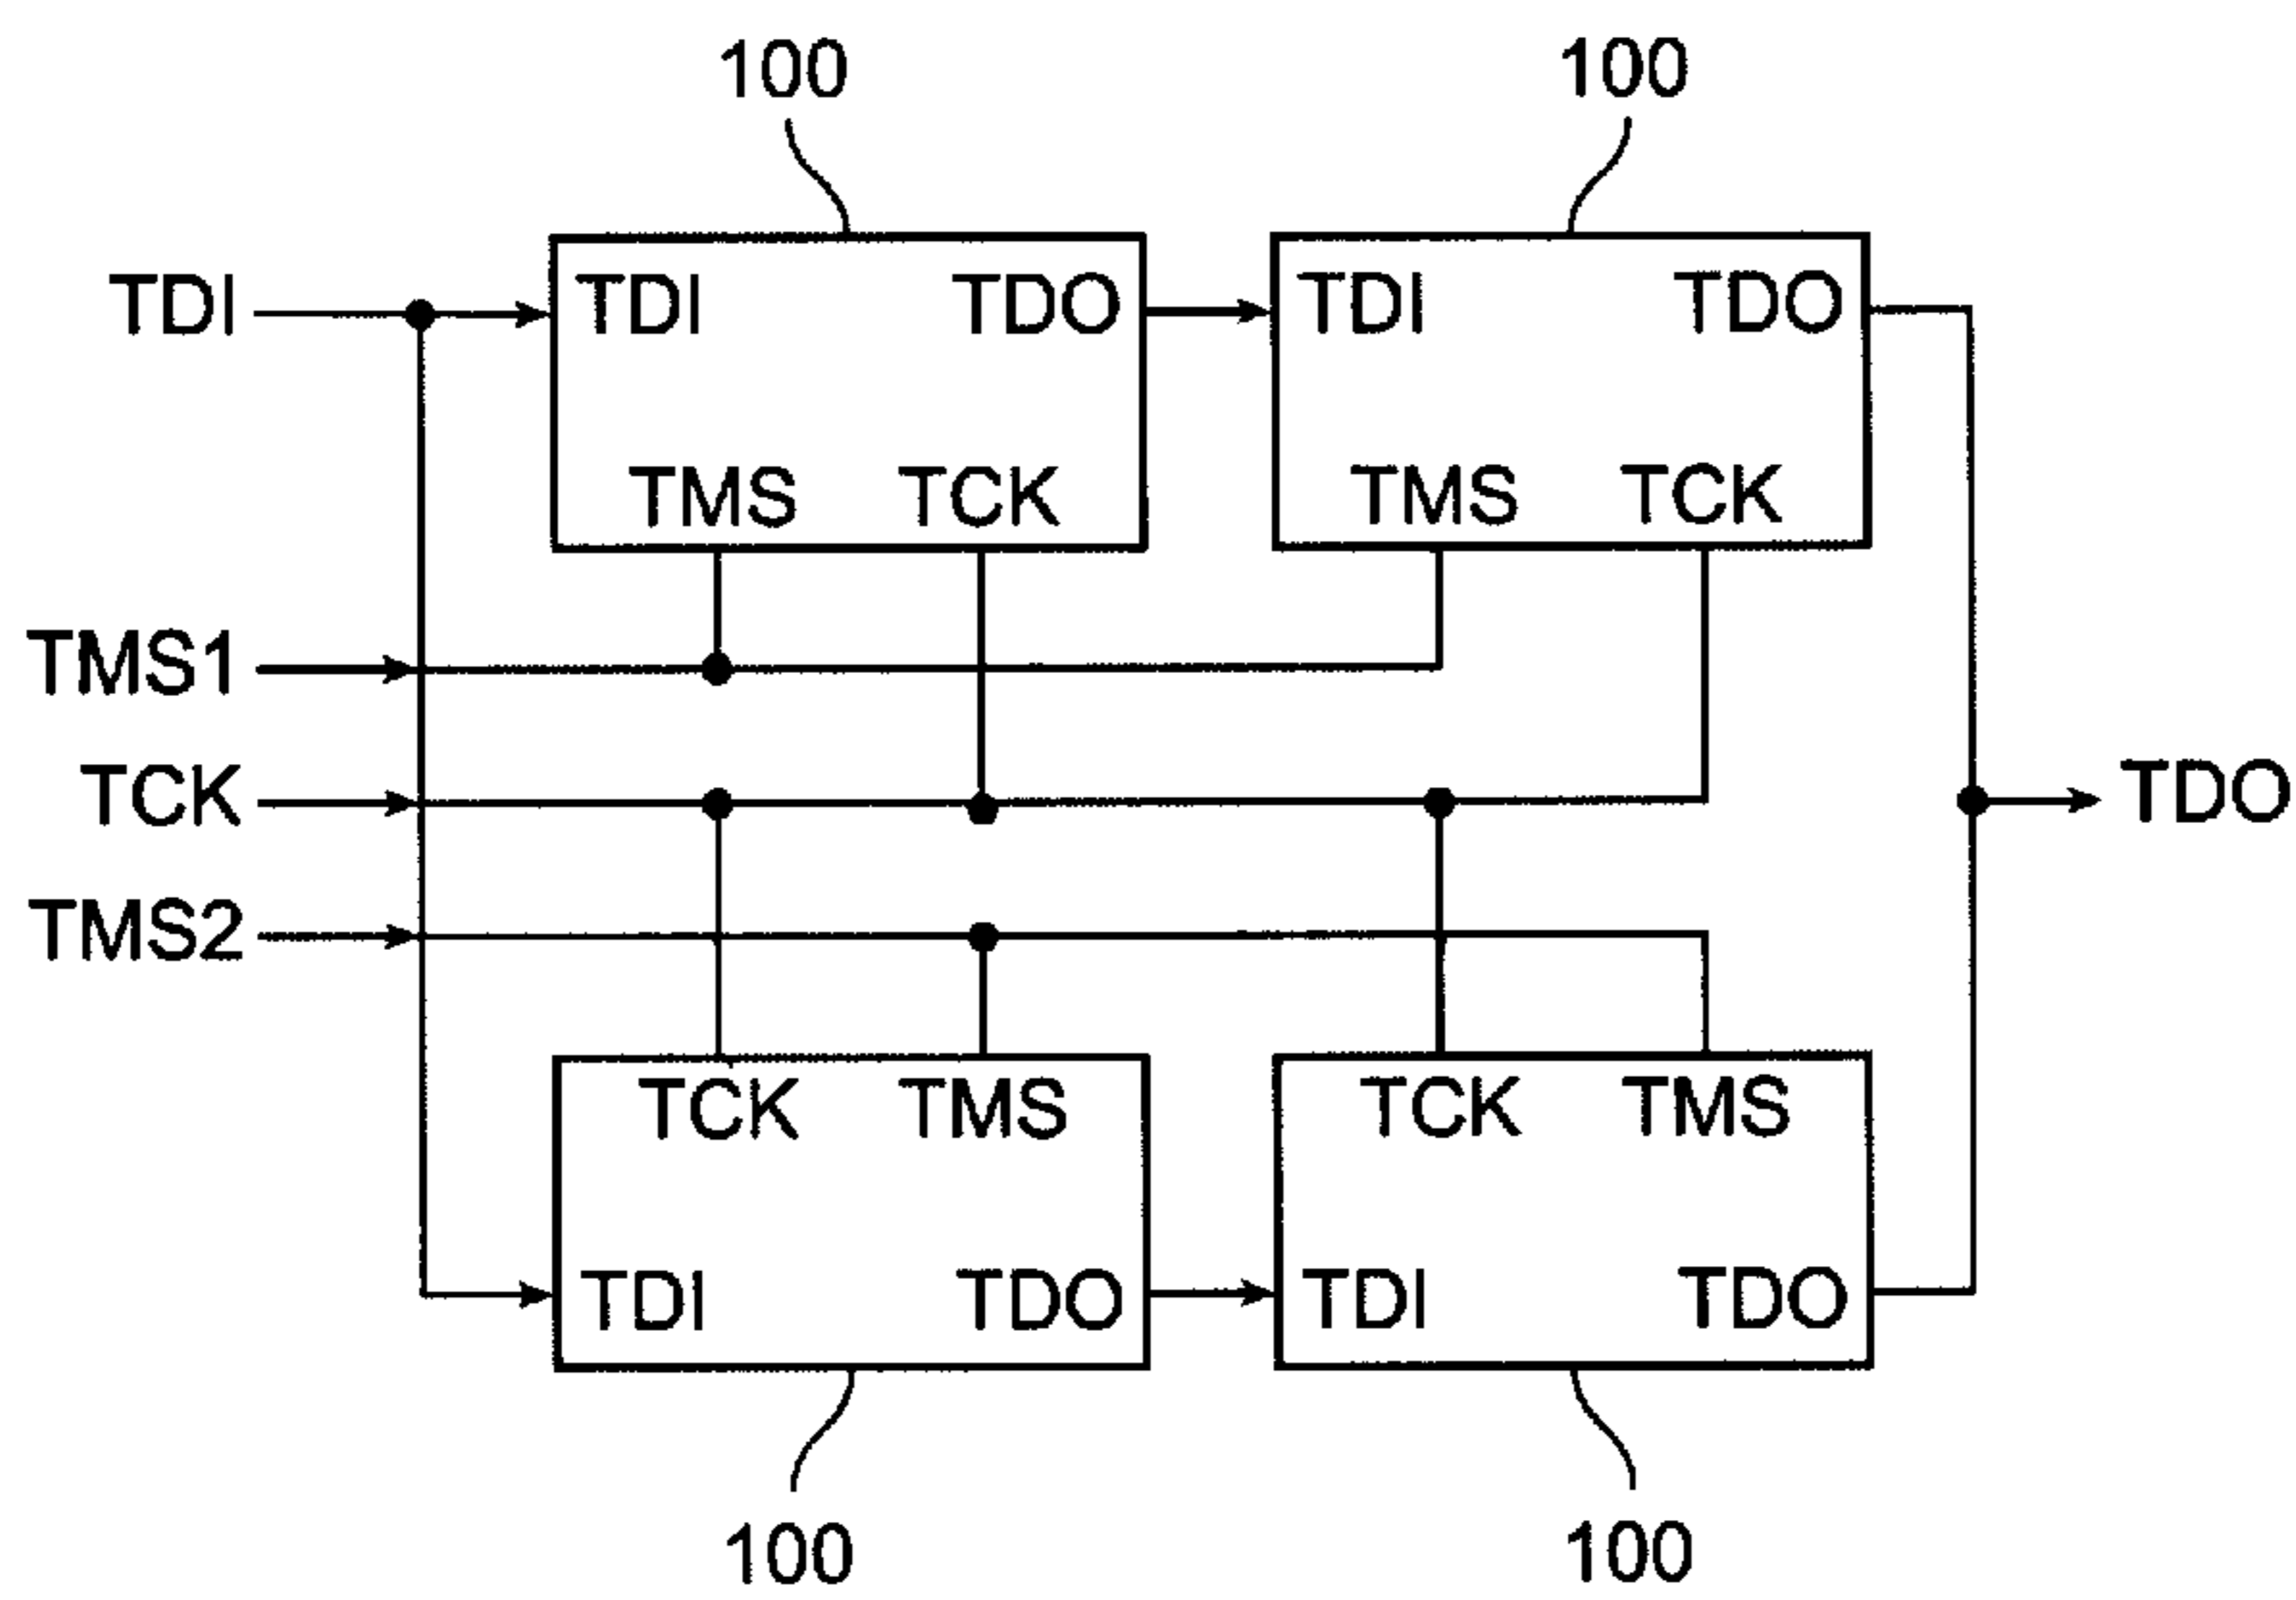 100 100
TDI TDI TDO TDI TDO
TMS TCK TMS TCK
TMS1
TCK TDO
TMS2
TCK TMS TCK TMS
TDI TDO TDI TDO
100 100